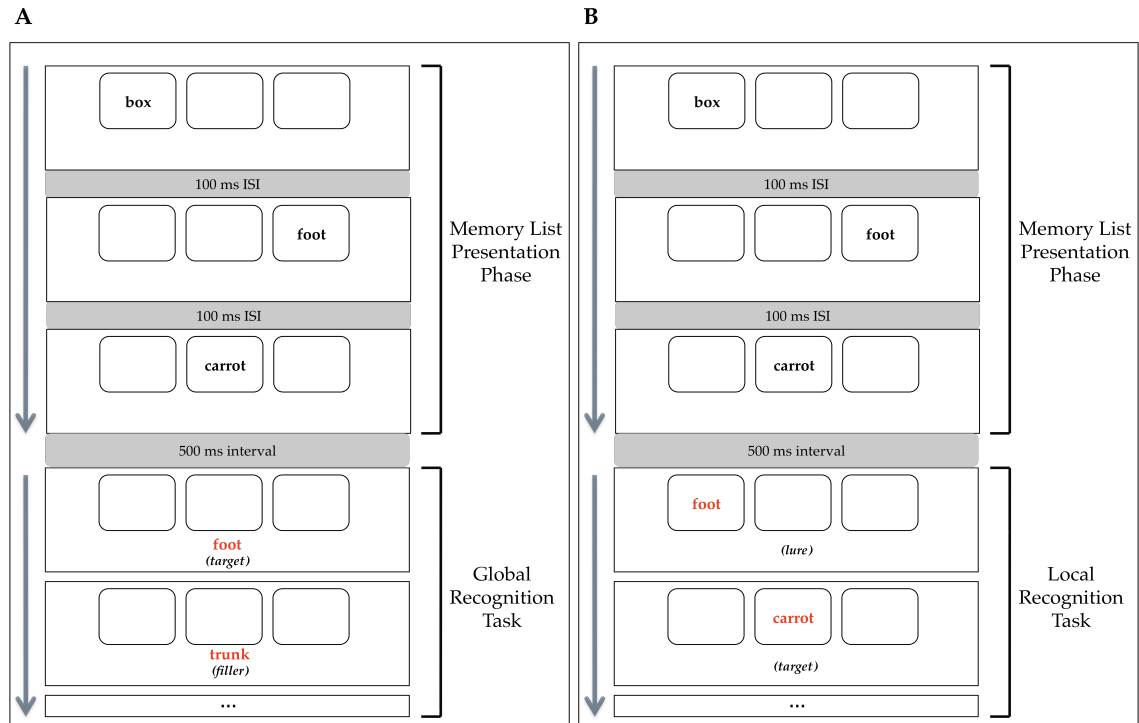 A
box
100 ms ISI
foot
100 ms ISI
carrot
Memory List
Presentation
Phase
500 ms interval
foot
(target)
trunk
(filler)
...
Global
Recognition
Task
B
box
100 ms ISI
foot
100 ms ISI
carrot
Memory List
Presentation
Phase
500 ms interval
foot
(lure)
carrot
(target)
...
Local
Recognition
Task